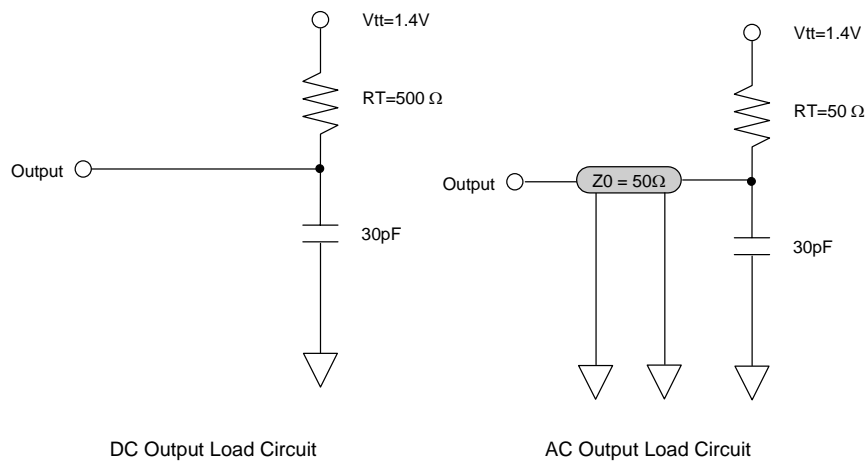 Vtt=1.4V
RT=500 Ω
Output
30pF
DC Output Load Circuit
Vtt=1.4V
RT=50 Ω
Output
Z0 = 50Ω
30pF
AC Output Load Circuit